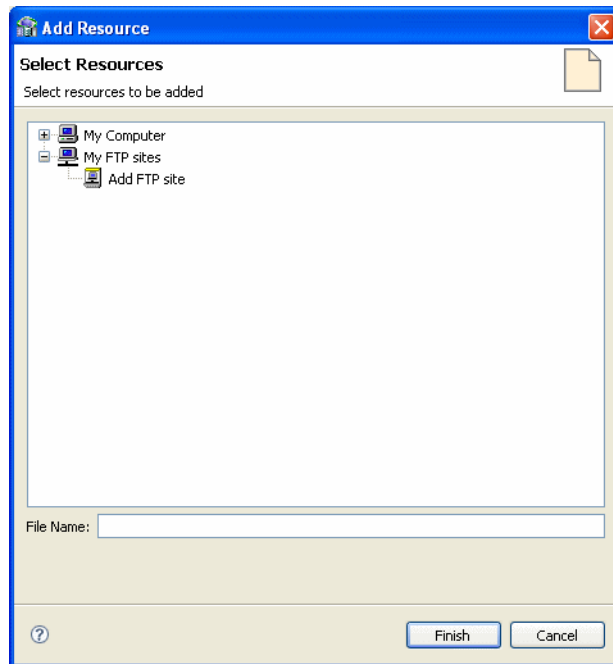 Add Resource
Select Resources
Select resources to be added
My Computer
My FTP sites
Add FTP site
File Name:
?
Finish Cancel